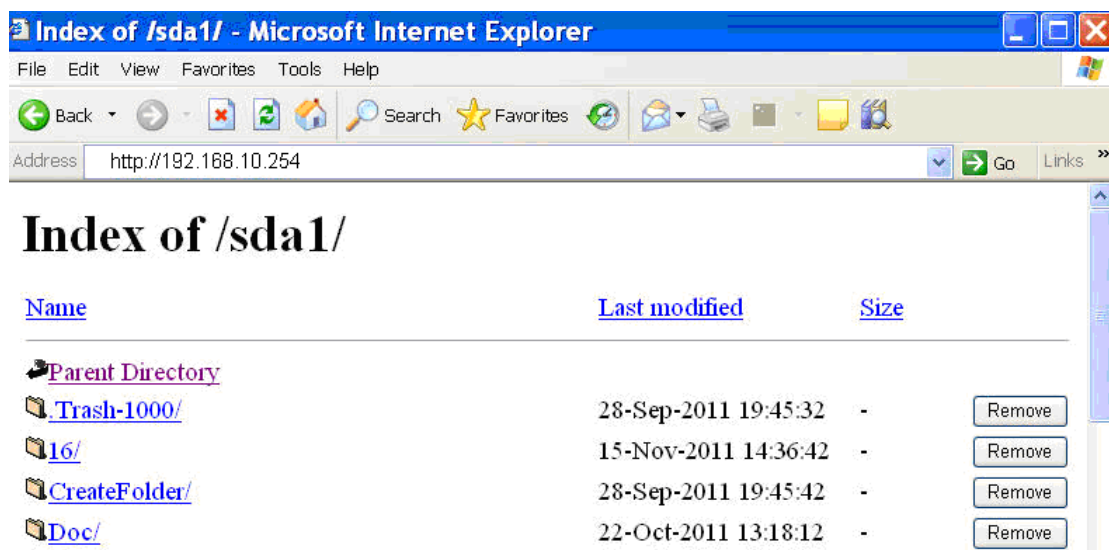 Index of /sda1/ - Microsoft Internet Explorer
File Edit View Favorites Tools Help
Back Search Favorites
Address http://192.168.10.254 Go Links »
Index of /sda1/
Name Last modified Size
Parent Directory
.Trash-1000/ 28-Sep-2011 19:45:32 - Remove
16/ 15-Nov-2011 14:36:42 - Remove
CreateFolder/ 28-Sep-2011 19:45:42 - Remove
Doc/ 22-Oct-2011 13:18:12 - Remove